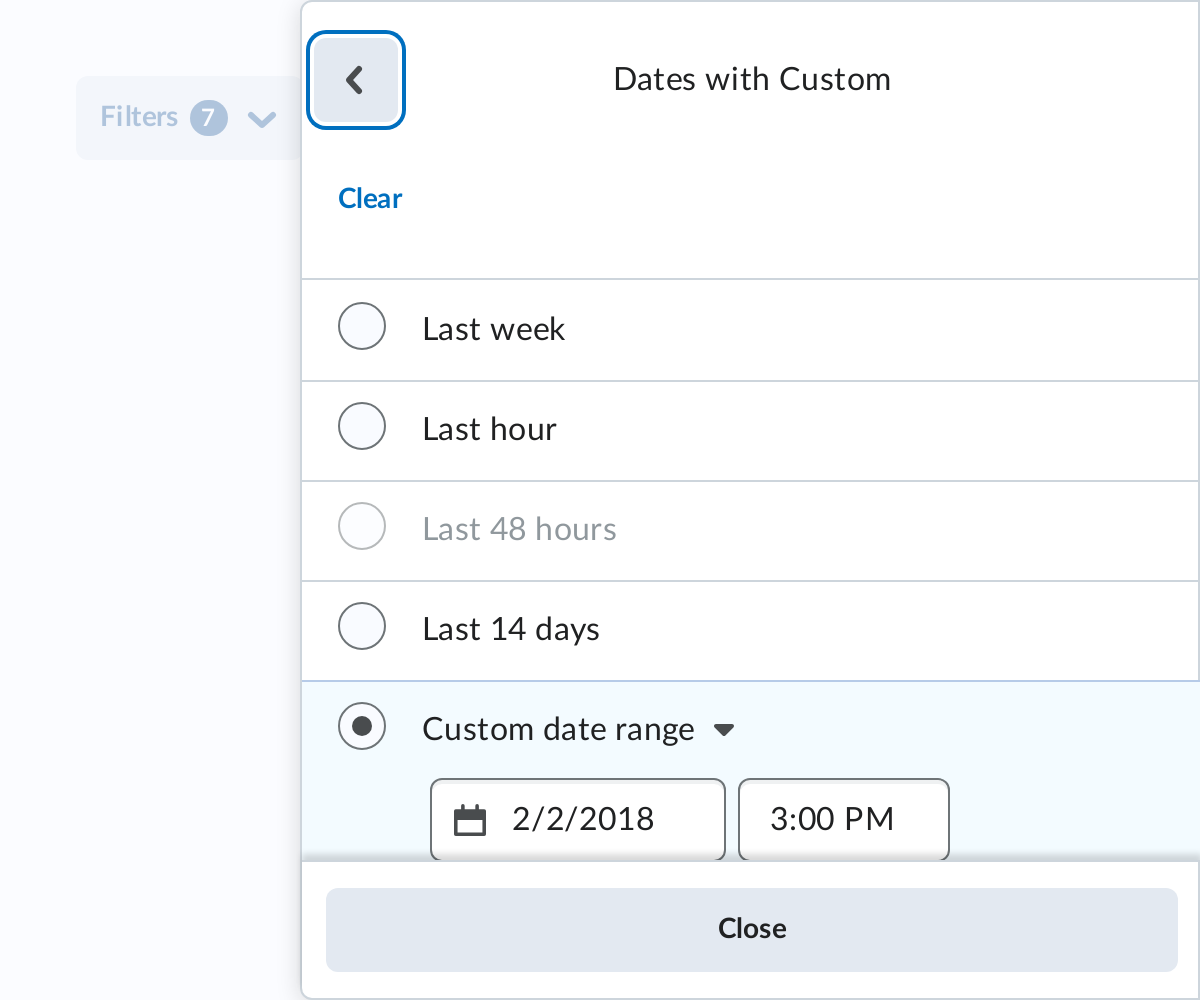 Filters 7
Dates with Custom
Clear
Last week
Last hour
Last 48 hours
Last 14 days
Custom date range
2/2/2018 3:00 PM
Close